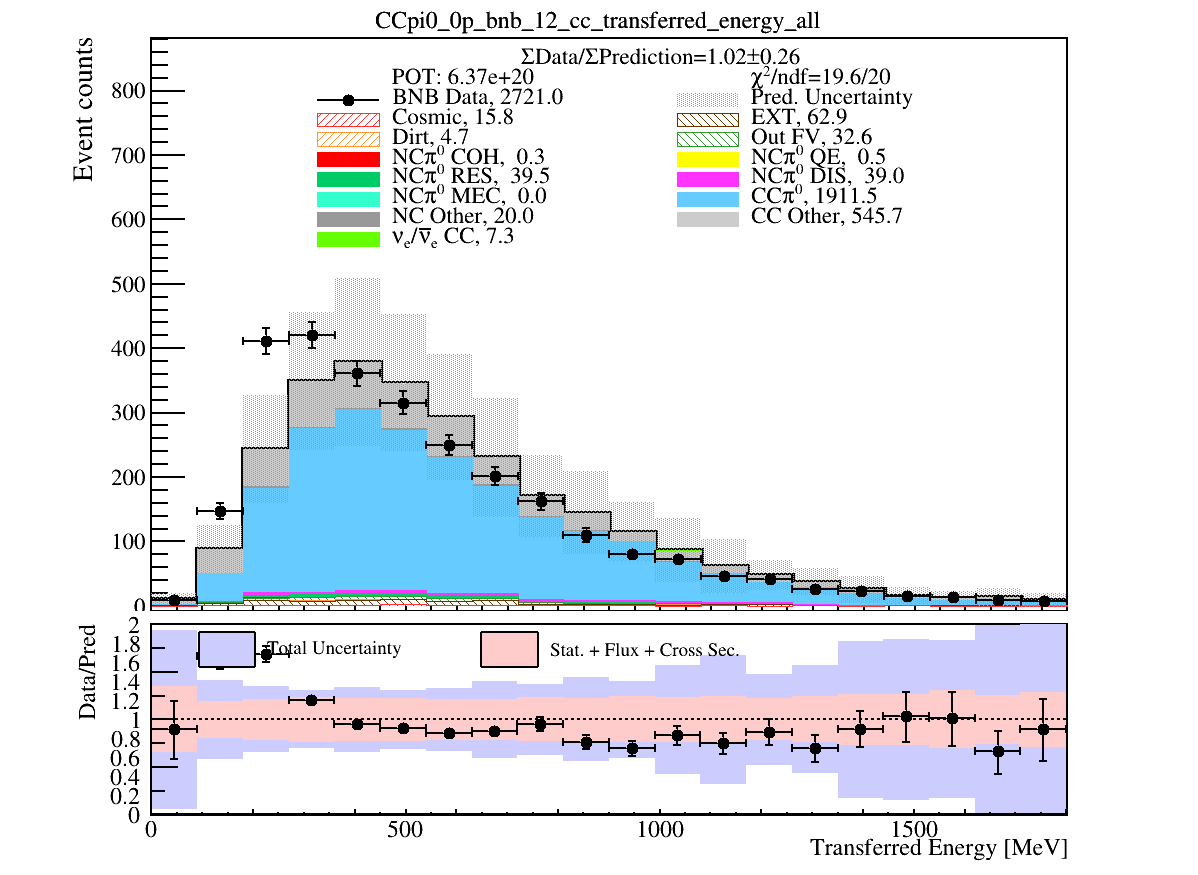 CCpi0_0p_bnb_12_cc_transferred_energy_all
ΣData/ΣPrediction=1.02±0.26
POT: 6.37e+20
χ²/ndf=19.6/20
BNB Data, 2721.0
Pred. Uncertainty
Cosmic, 15.8
EXT, 62.9
Dirt, 4.7
Out FV, 32.6
NCπ⁰ COH, 0.3
NCπ⁰ QE, 0.5
NCπ⁰ RES, 39.5
NCπ⁰ DIS, 39.0
NCπ⁰ MEC, 0.0
CCπ⁰, 1911.5
NC Other, 20.0
CC Other, 545.7
νₑ/ν̄ₑ CC, 7.3
Event counts
800
700
600
500
400
300
200
100
0
Total Uncertainty
Stat. + Flux + Cross Sec.
Data/Pred
2
1.8
1.6
1.4
1.2
1
0.8
0.6
0.4
0.2
0
0 500 1000 1500
Transferred Energy [MeV]